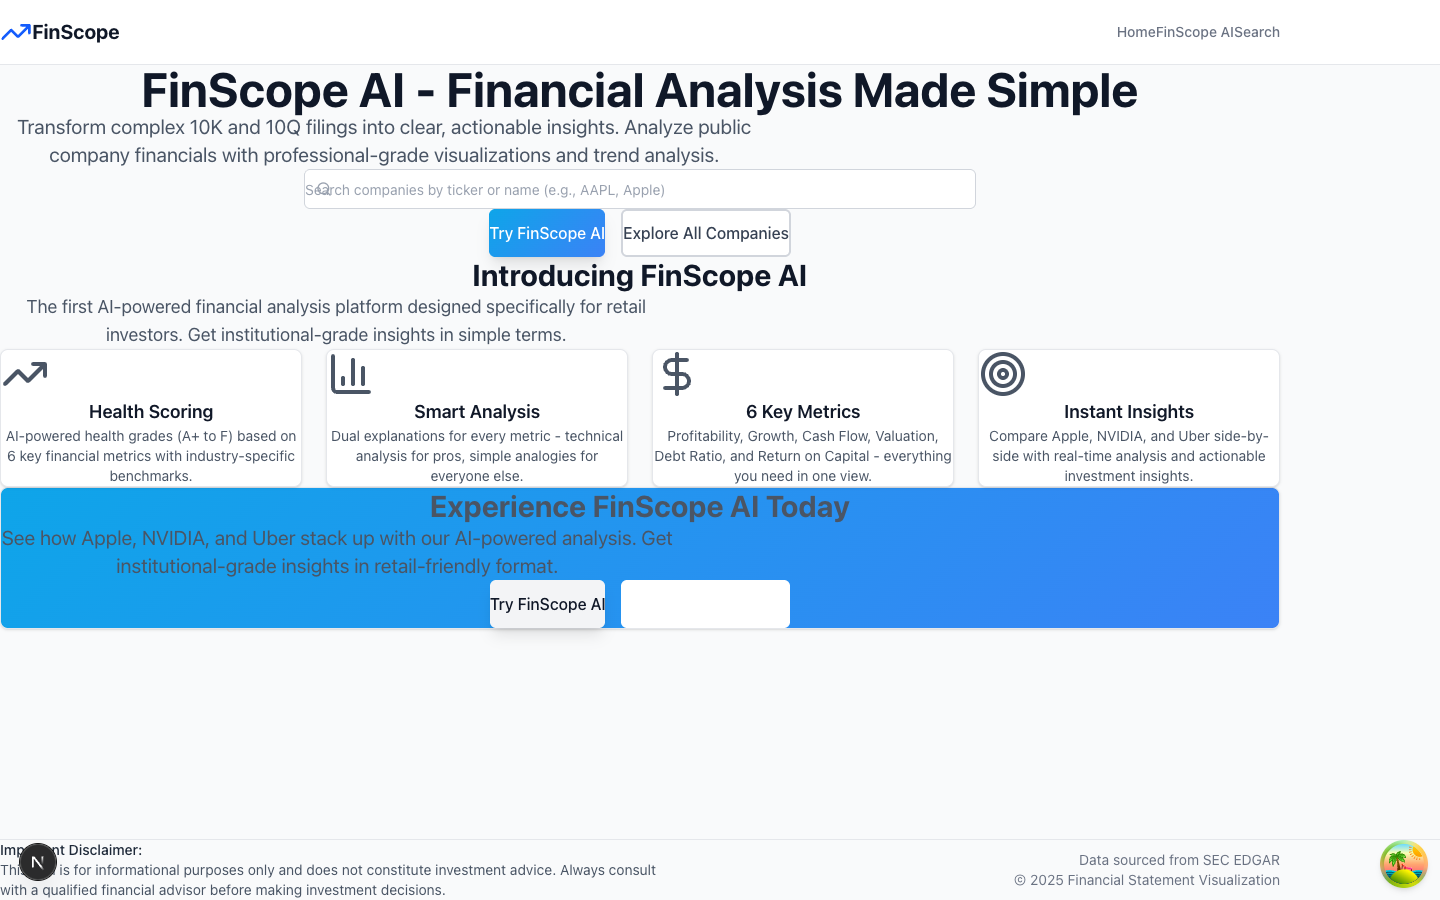 FinScope
Home FinScope AI Search
FinScope AI - Financial Analysis Made Simple
Transform complex 10K and 10Q filings into clear, actionable insights. Analyze public
company financials with professional-grade visualizations and trend analysis.
Search companies by ticker or name (e.g., AAPL, Apple)
Try FinScope AI
Explore All Companies
Introducing FinScope AI
The first AI-powered financial analysis platform designed specifically for retail
investors. Get institutional-grade insights in simple terms.
Health Scoring
AI-powered health grades (A+ to F) based on
6 key financial metrics with industry-specific
benchmarks.
Smart Analysis
Dual explanations for every metric - technical
analysis for pros, simple analogies for
everyone else.
6 Key Metrics
Profitability, Growth, Cash Flow, Valuation,
Debt Ratio, and Return on Capital - everything
you need in one view.
Instant Insights
Compare Apple, NVIDIA, and Uber side-by-
side with real-time analysis and actionable
investment insights.
Experience FinScope AI Today
See how Apple, NVIDIA, and Uber stack up with our AI-powered analysis. Get
institutional-grade insights in retail-friendly format.
Try FinScope AI
Disclaimer:
is for informational purposes only and does not constitute investment advice. Always consult
with a qualified financial advisor before making investment decisions.
N
Data sourced from SEC EDGAR
© 2025 Financial Statement Visualization